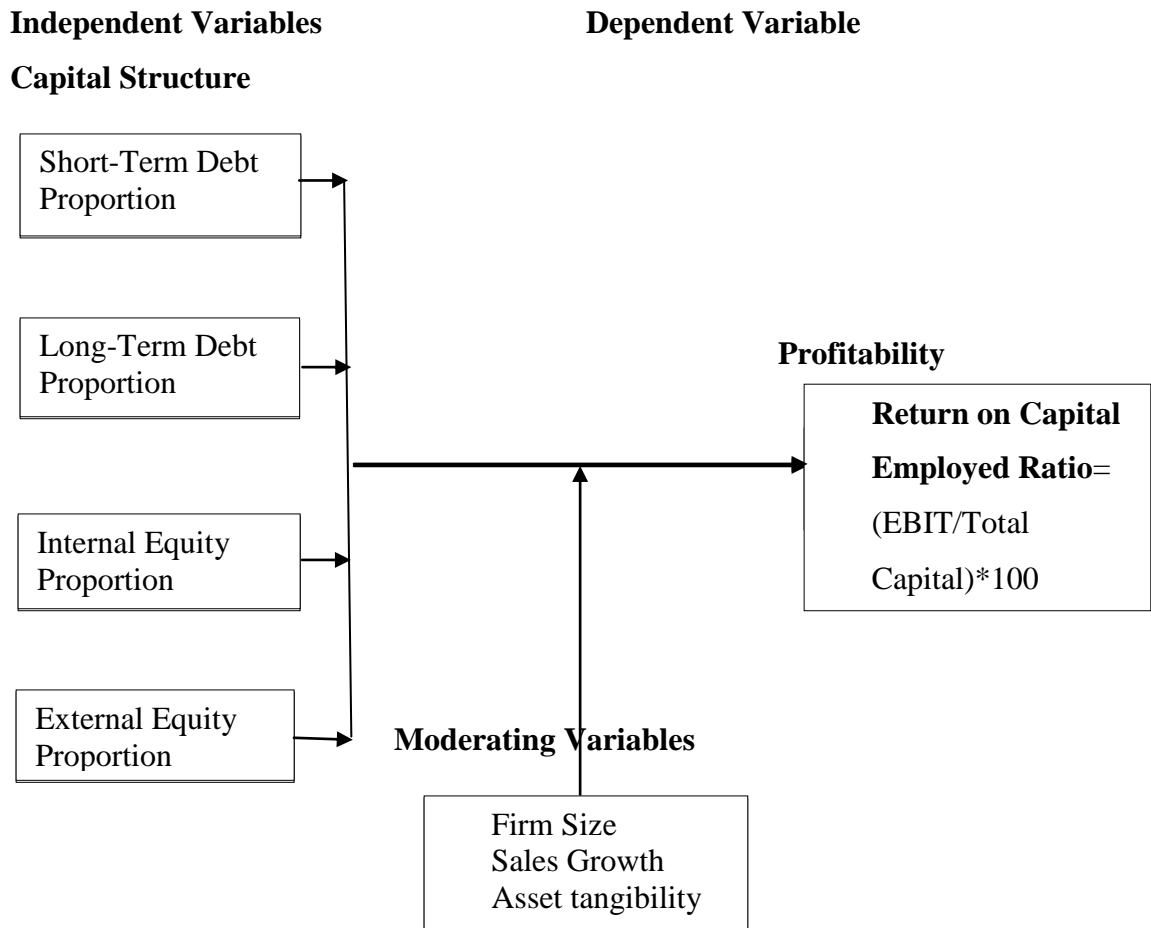 Independent Variables
Dependent Variable
Capital Structure
Short-Term Debt
Proportion
Long-Term Debt
Proportion
Internal Equity
Proportion
External Equity
Proportion
Profitability
Return on Capital
Employed Ratio=
(EBIT/Total
Capital)*100
Moderating Variables
Firm Size
Sales Growth
Asset tangibility